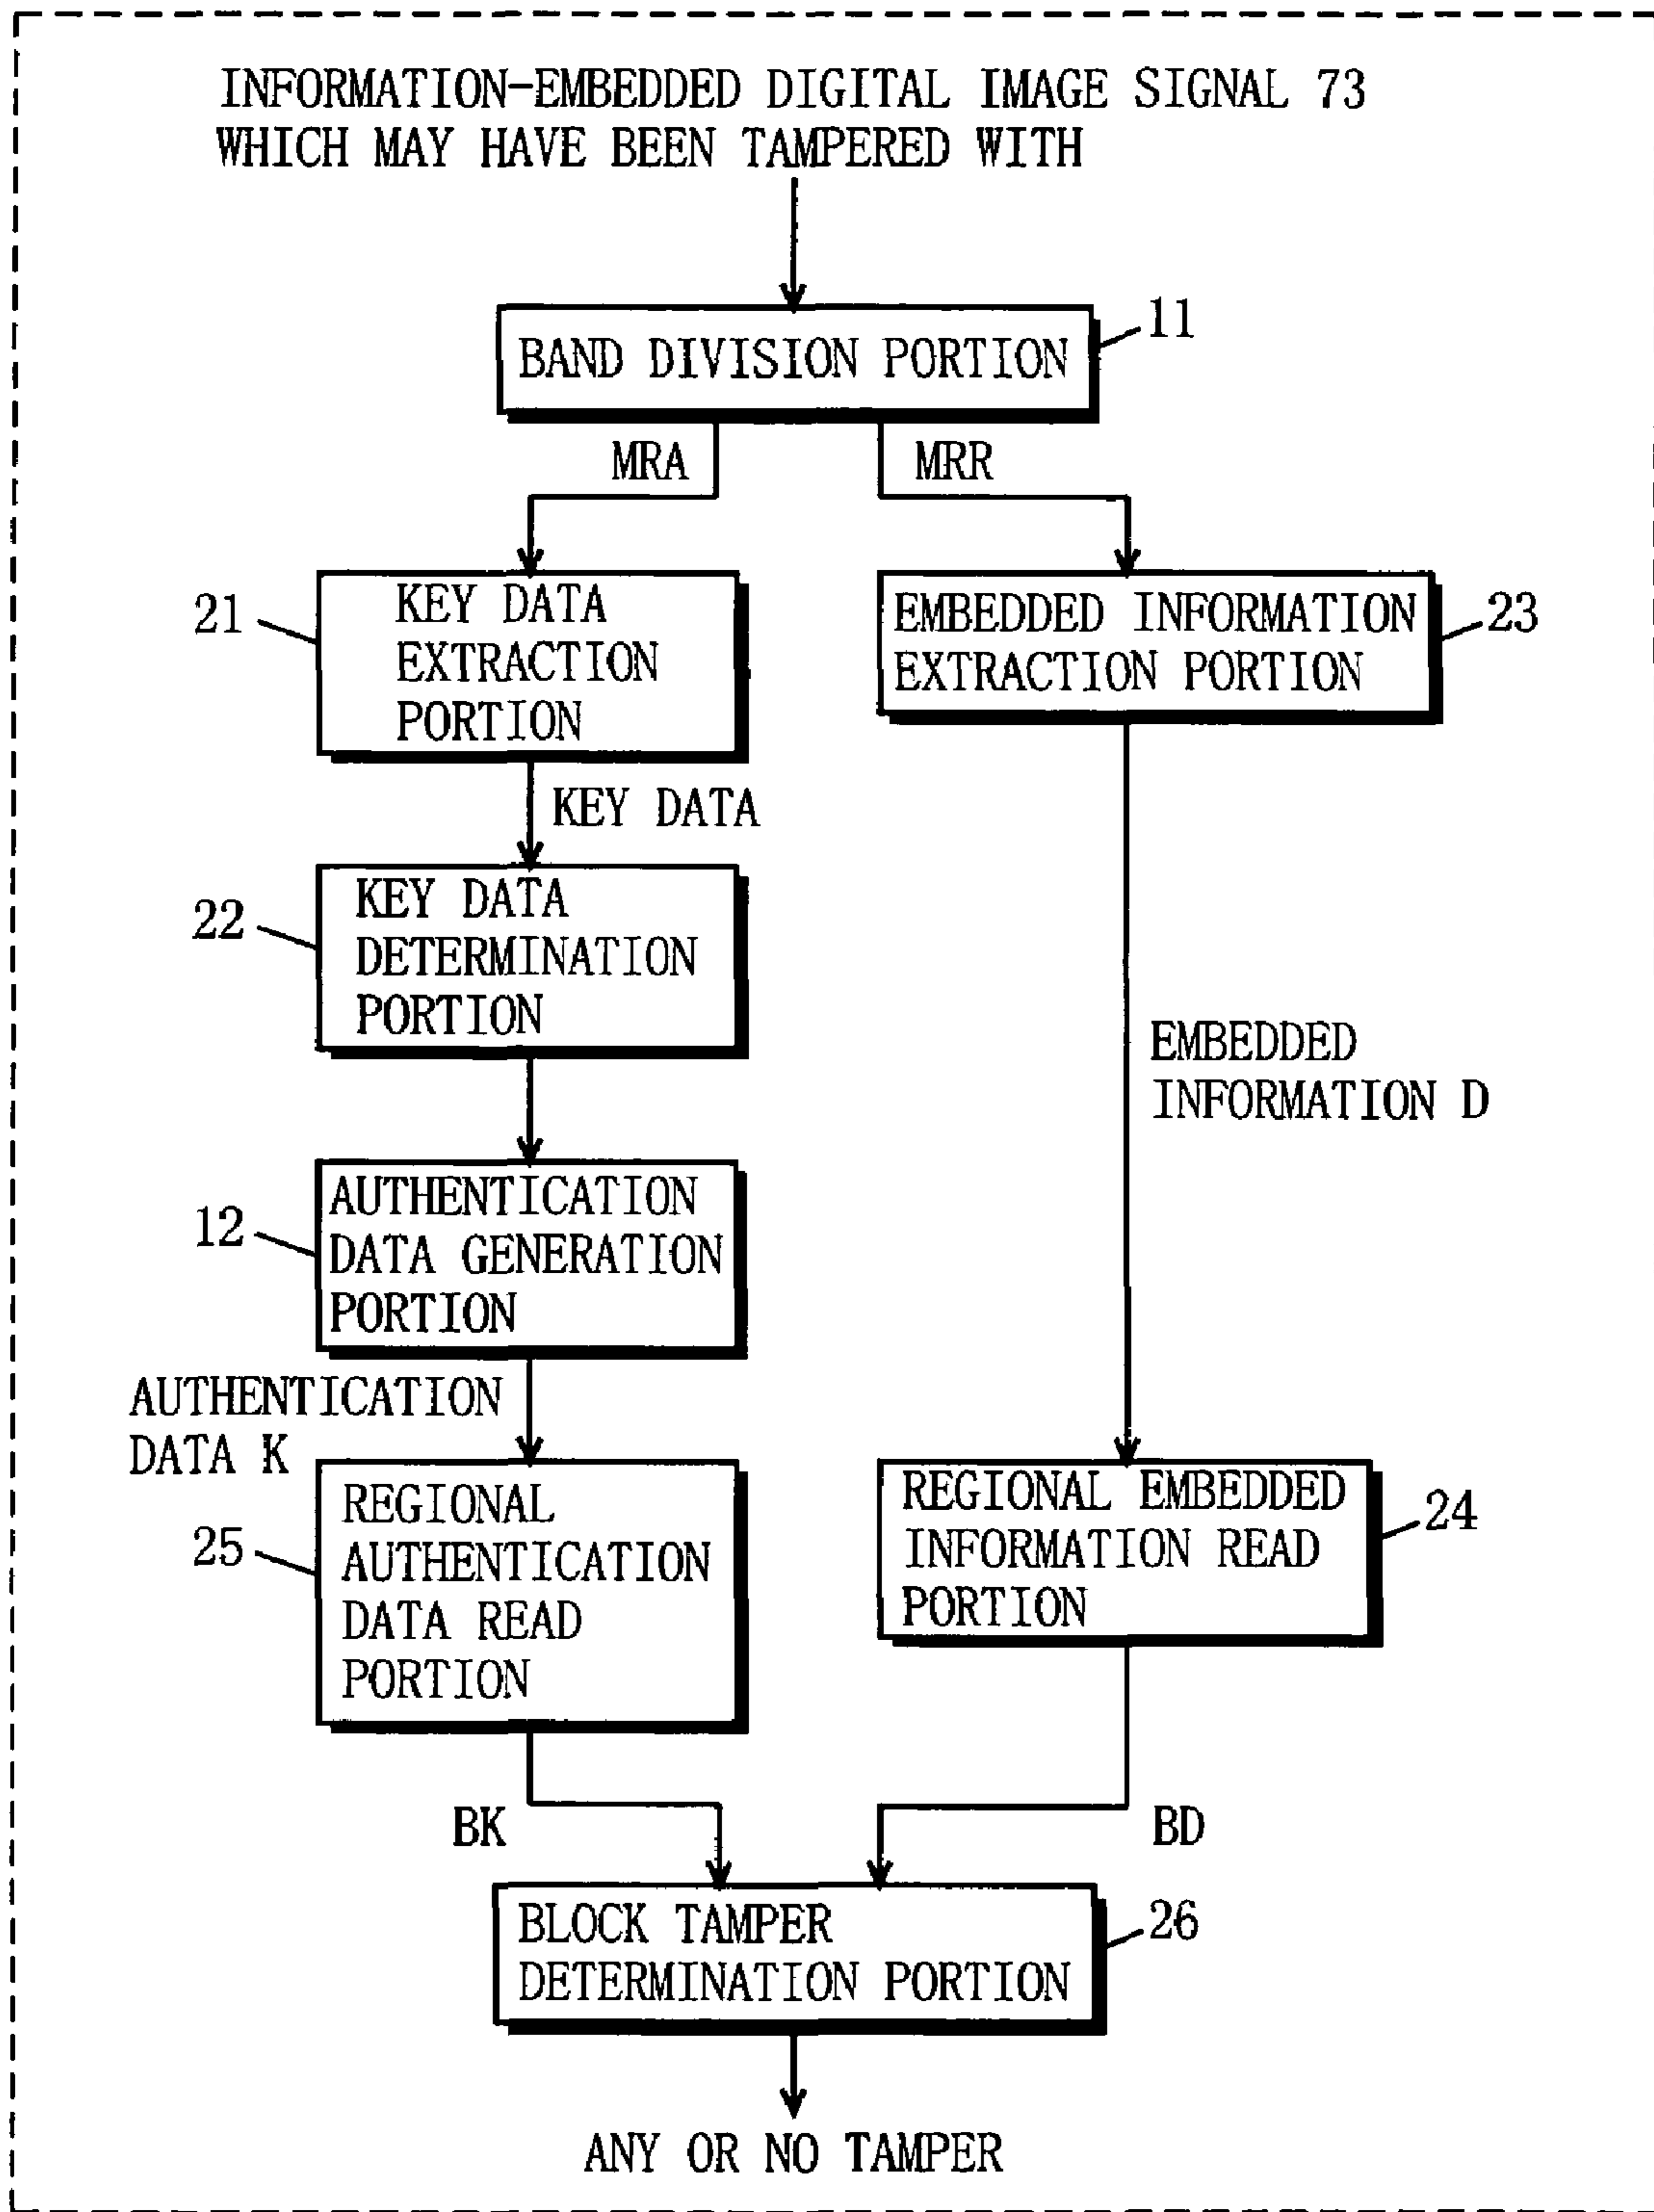 INFORMATION-EMBEDDED DIGITAL IMAGE SIGNAL 73
WHICH MAY HAVE BEEN TAMPERED WITH
BAND DIVISION PORTION
11
MRA
MRR
21
KEY DATA
EXTRACTION
PORTION
EMBEDDED INFORMATION
EXTRACTION PORTION
23
KEY DATA
22
KEY DATA
DETERMINATION
PORTION
EMBEDDED
INFORMATION D
12
AUTHENTICATION
DATA GENERATION
PORTION
AUTHENTICATION
DATA K
25
REGIONAL
AUTHENTICATION
DATA READ
PORTION
REGIONAL EMBEDDED
INFORMATION READ
PORTION
24
BK
BD
BLOCK TAMPER
DETERMINATION PORTION
26
ANY OR NO TAMPER